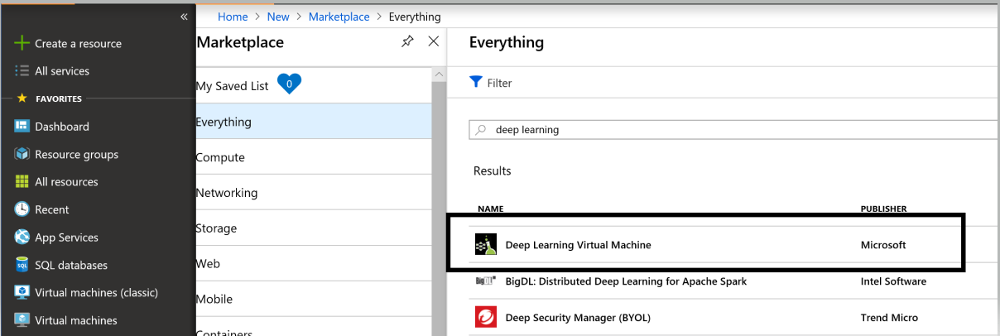 «
Home > New > Marketplace > Everything
Create a resource
All services
FAVORITES
Dashboard
Resource groups
All resources
Recent
App Services
SQL databases
Virtual machines (classic)
Virtual machines
Marketplace
My Saved List 0
Everything
Compute
Networking
Storage
Web
Mobile
Containers
Everything
Filter
deep learning
Results
NAME PUBLISHER
Deep Learning Virtual Machine Microsoft
BigDL BigDL: Distributed Deep Learning for Apache Spark Intel Software
Deep Security Manager (BYOL) Trend Micro